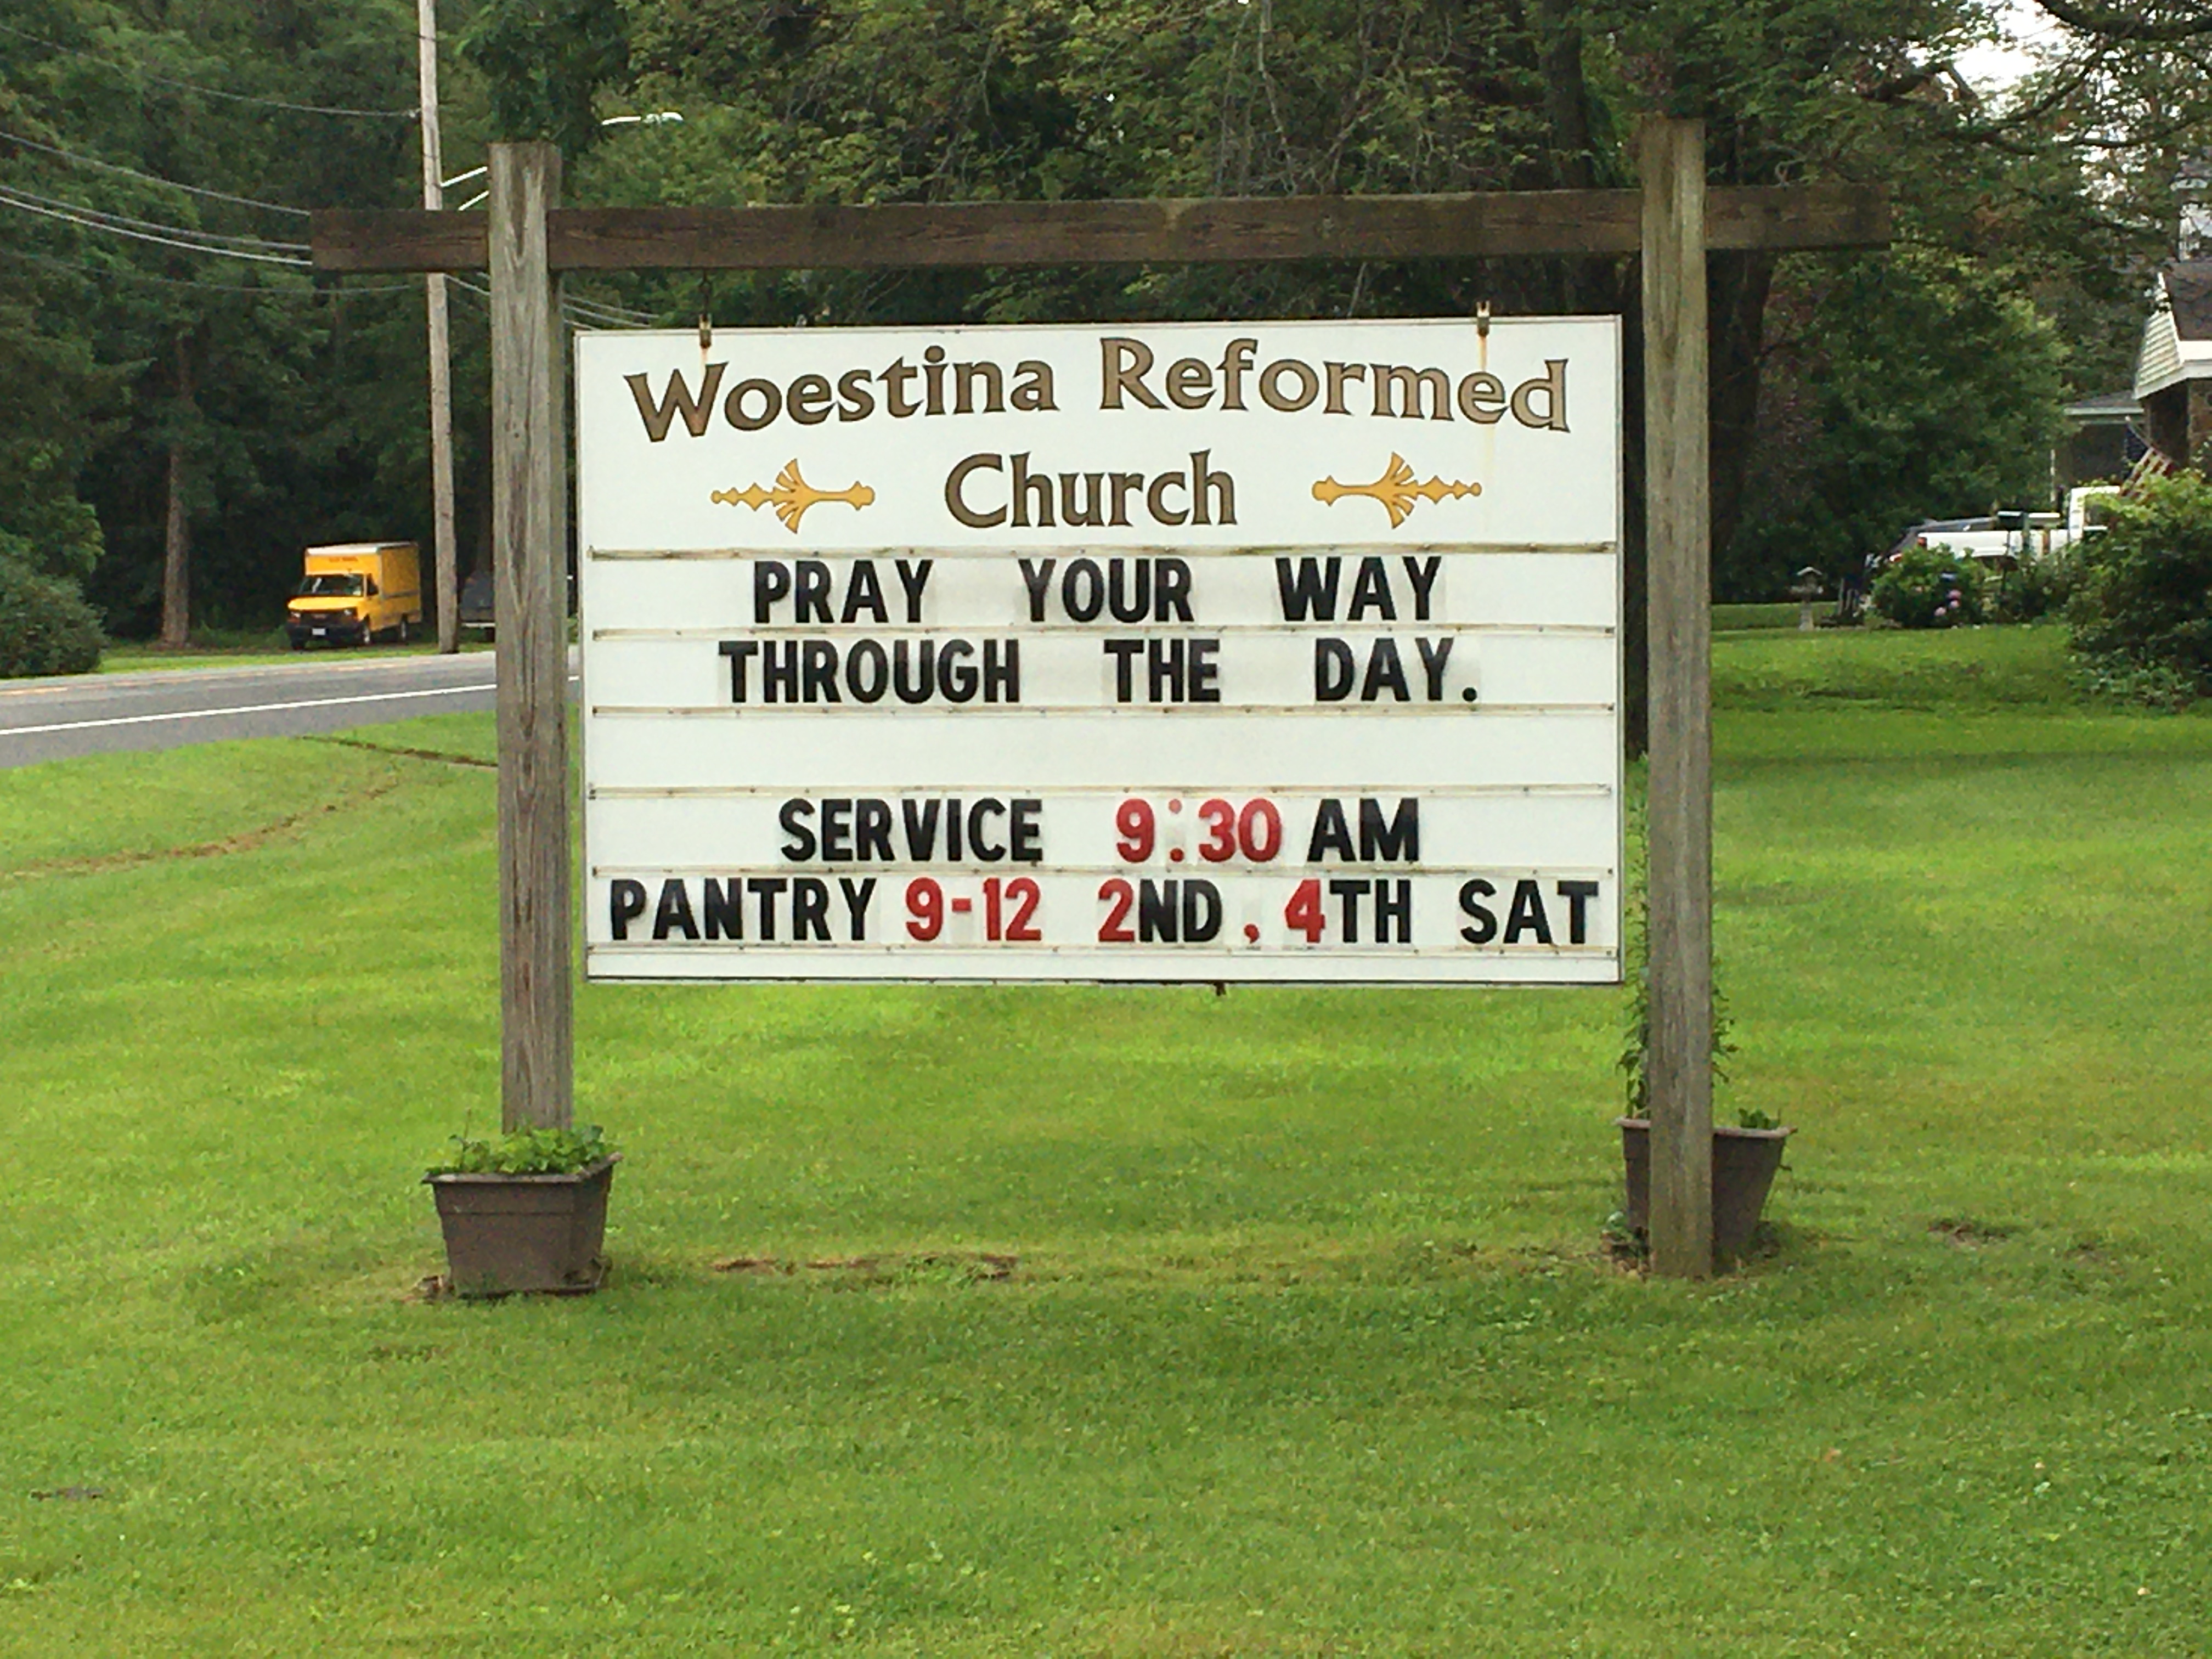 Woestina Reformed
Church
PRAY YOUR WAY
THROUGH THE DAY.
SERVICE 9:30 AM
PANTRY 9-12 2ND, 4TH SAT